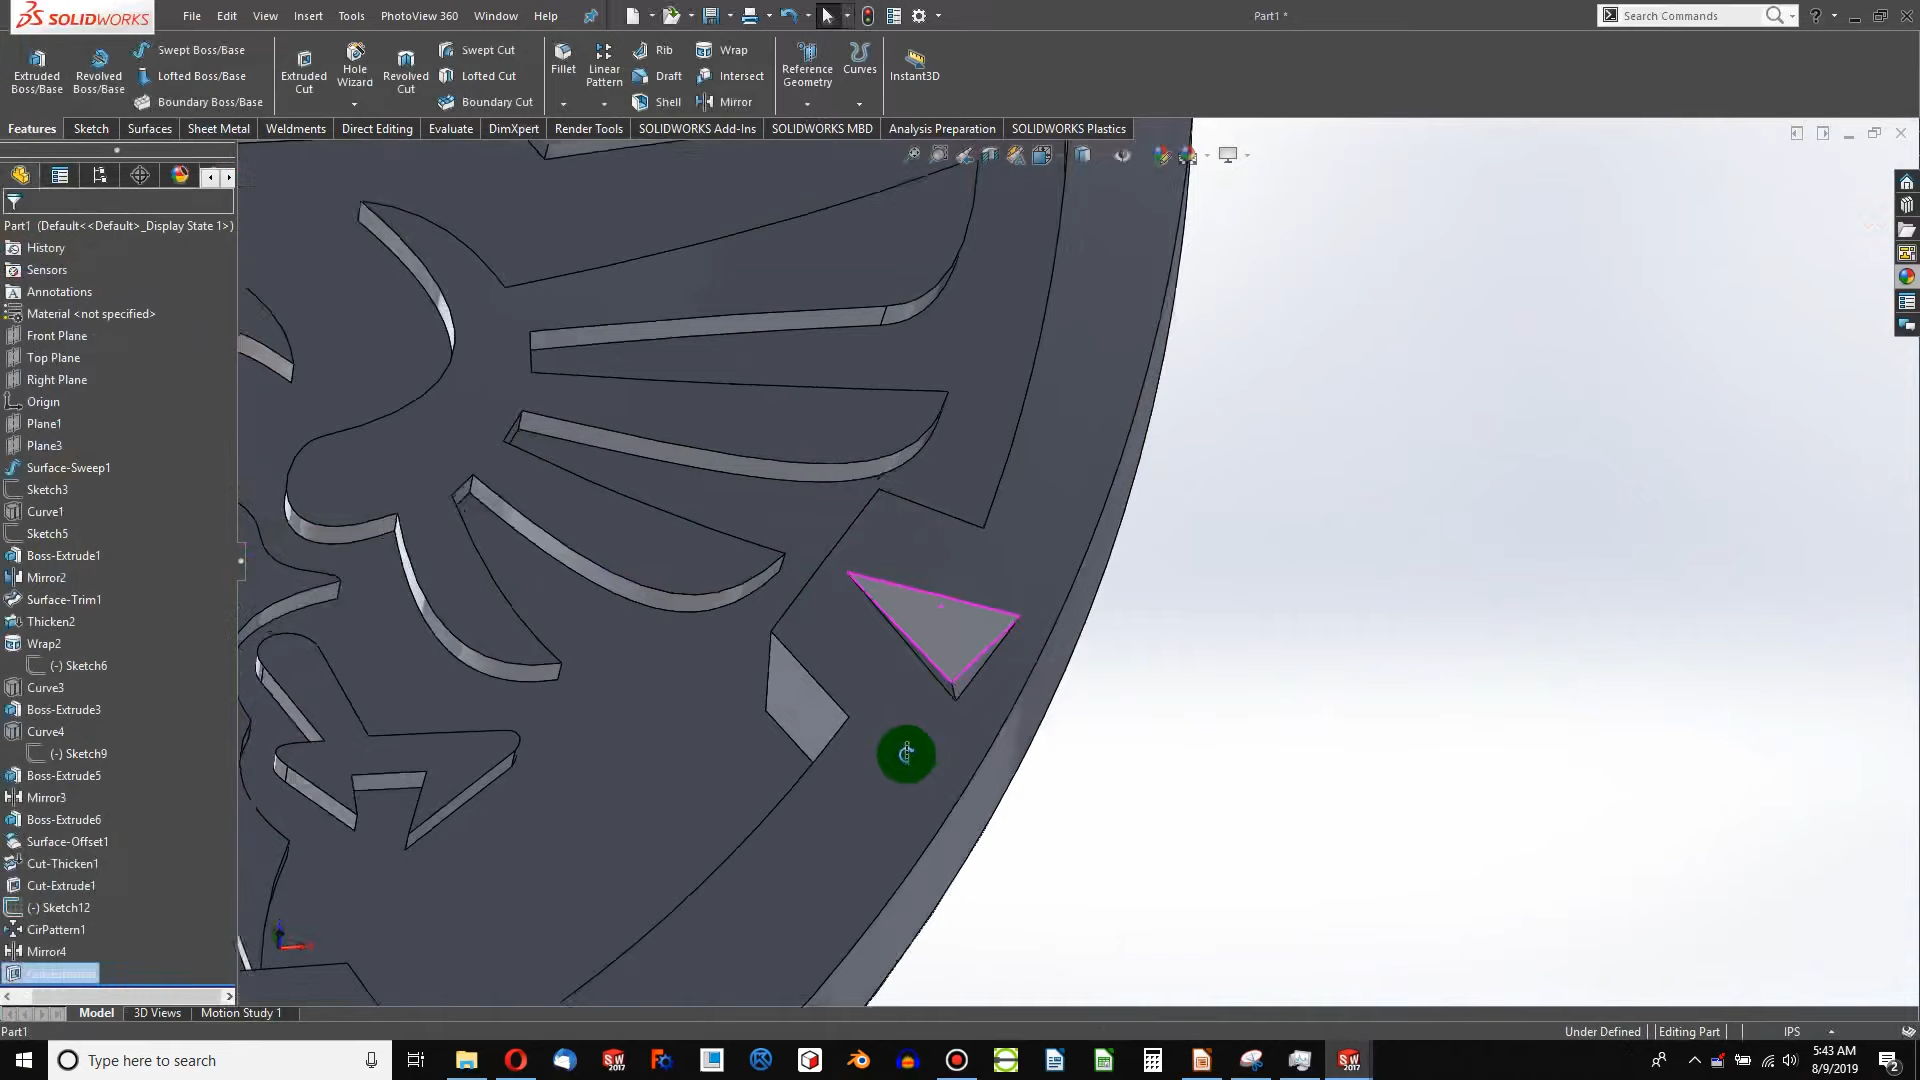 SOLIDWORKS File Edit View Insert Tools PhotoView 360 Window Help Part1 * Search Commands
Extruded Boss/Base
Revolved Boss/Base
Swept Boss/Base
Lofted Boss/Base
Boundary Boss/Base
Extruded Cut
Hole Wizard
Revolved Cut
Swept Cut
Lofted Cut
Boundary Cut
Fillet
Linear Pattern
Rib
Draft
Shell
Wrap
Intersect
Mirror
Reference Geometry
Curves
Instant3D
Features Sketch Surfaces Sheet Metal Weldments Direct Editing Evaluate DimXpert Render Tools SOLIDWORKS Add-Ins SOLIDWORKS MBD Analysis Preparation SOLIDWORKS Plastics
Part1 (Default<<Default>_Display State 1>)
History
Sensors
Annotations
Material <not specified>
Front Plane
Top Plane
Right Plane
Origin
Plane1
Plane3
Surface-Sweep1
Sketch3
Curve1
Sketch5
Boss-Extrude1
Mirror2
Surface-Trim1
Thicken2
Wrap2
(-) Sketch6
Curve3
Boss-Extrude3
Curve4
(-) Sketch9
Boss-Extrude5
Mirror3
Boss-Extrude6
Surface-Offset1
Cut-Thicken1
Cut-Extrude1
(-) Sketch12
CirPattern1
Mirror4
Model 3D Views Motion Study 1
Part1 Under Defined Editing Part IPS
Type here to search
SW 2017
SW 2017
5:43 AM
8/9/2019
2